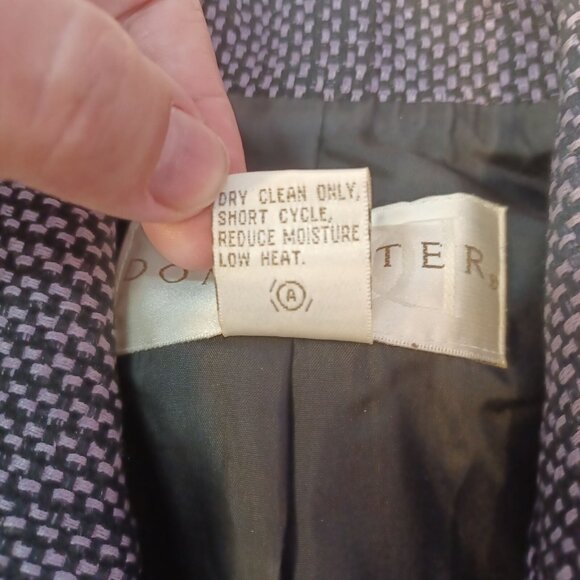 DRY CLEAN ONLY,
SHORT CYCLE,
REDUCE MOISTURE
LOW HEAT.
A